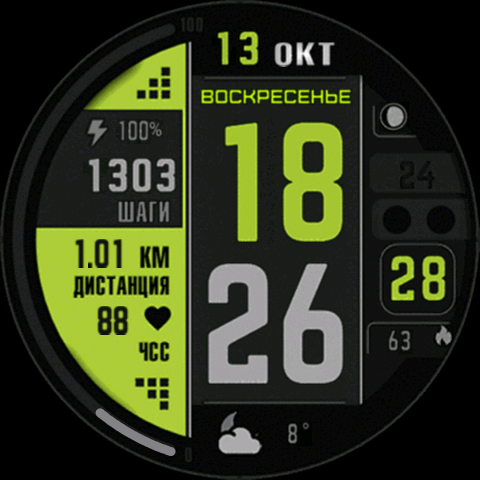 100
13 ОКТ
ВОСКРЕСЕНЬЕ
100%
1303
ШАГИ
1.01 КМ
ДИСТАНЦИЯ
88
ЧСС
18
26
24
28
63
8°
0